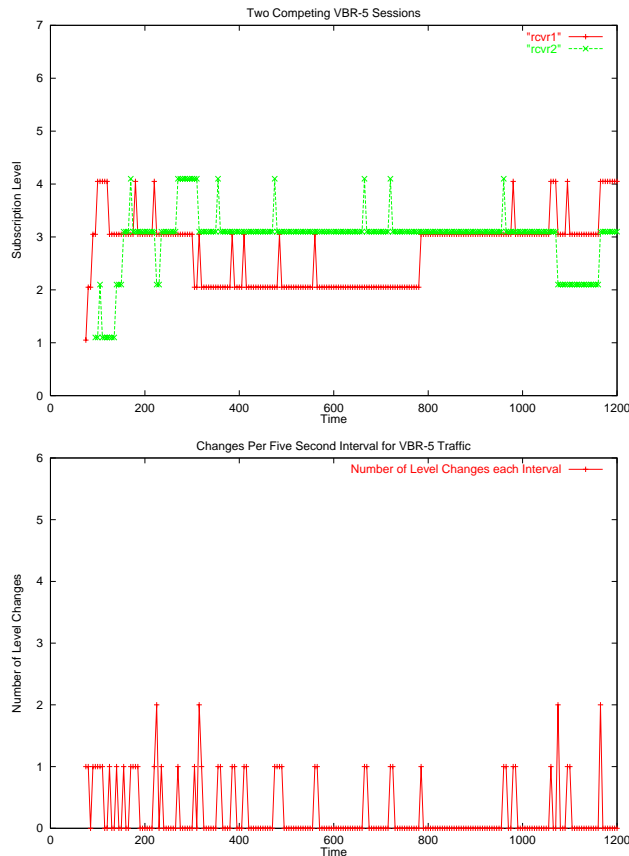 Two Competing VBR-5 Sessions
7
6
5
4
3
2
1
0
Subscription Level
"rcvr1"
"rcvr2"
0 200 400 600 800 1000 1200
Time
Changes Per Five Second Interval for VBR-5 Traffic
6
5
4
3
2
1
0
Number of Level Changes
Number of Level Changes each Interval
0 200 400 600 800 1000 1200
Time